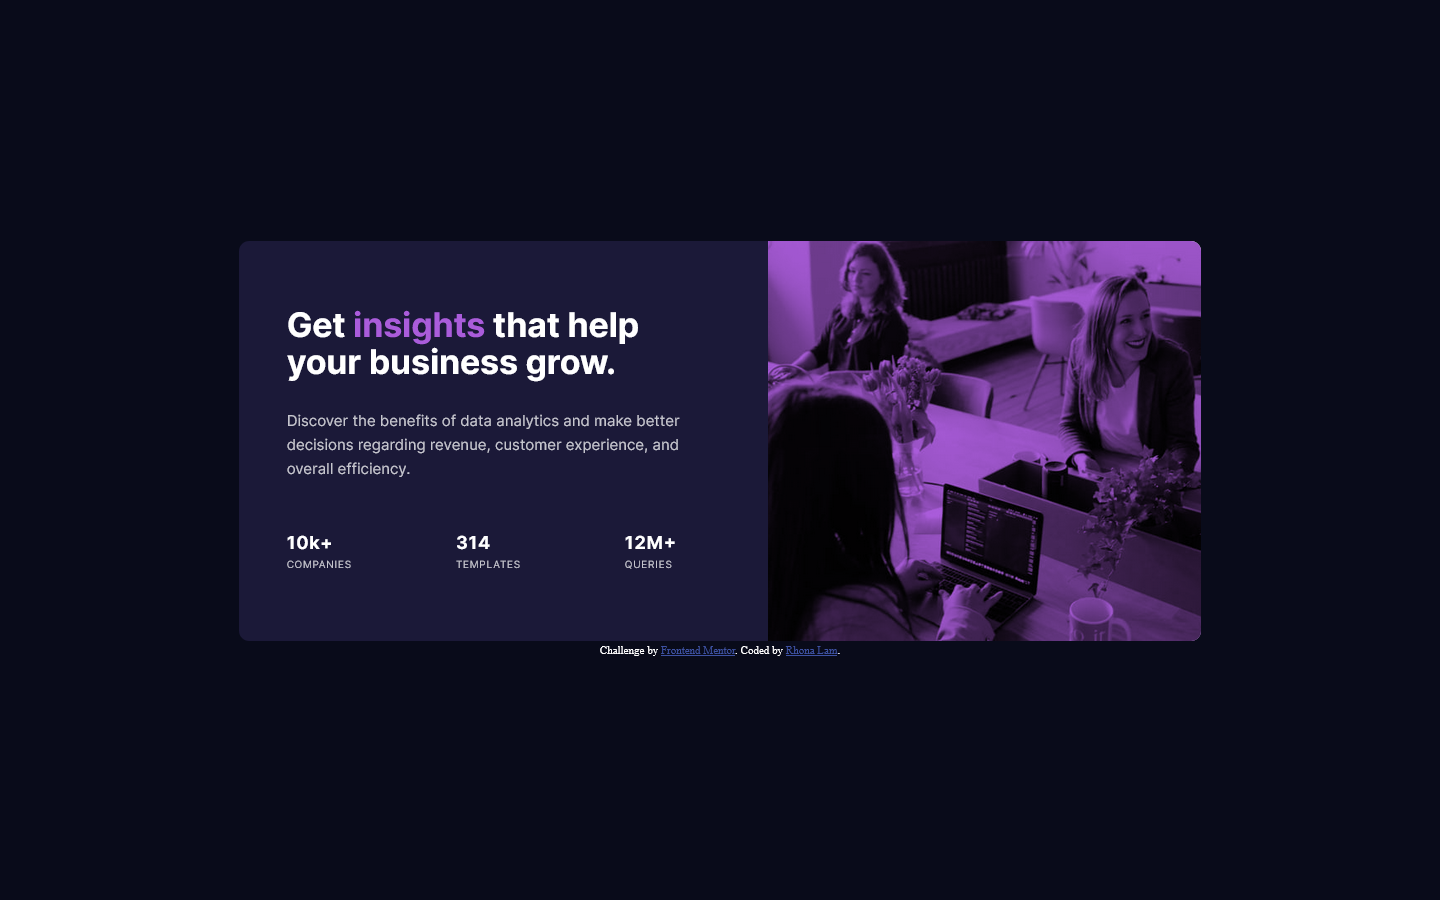 Get insights that help
your business grow.
Discover the benefits of data analytics and make better
decisions regarding revenue, customer experience, and
overall efficiency.
10k+
COMPANIES
314
TEMPLATES
12M+
QUERIES
Challenge by Frontend Mentor. Coded by Rhona Lam.